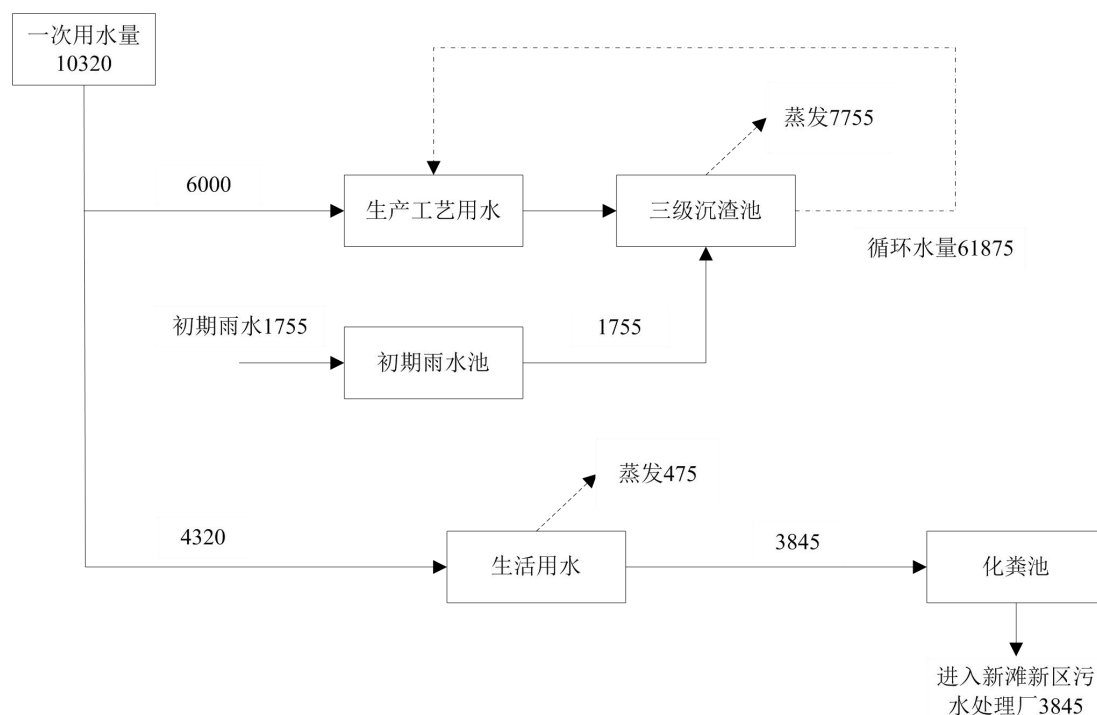 一次用水量
10320
蒸发7755
6000
生产工艺用水
三级沉渣池
循环水量61875
初期雨水1755
1755
初期雨水池
蒸发475
4320
3845
生活用水
化粪池
进入新滩新区污
水处理厂3845